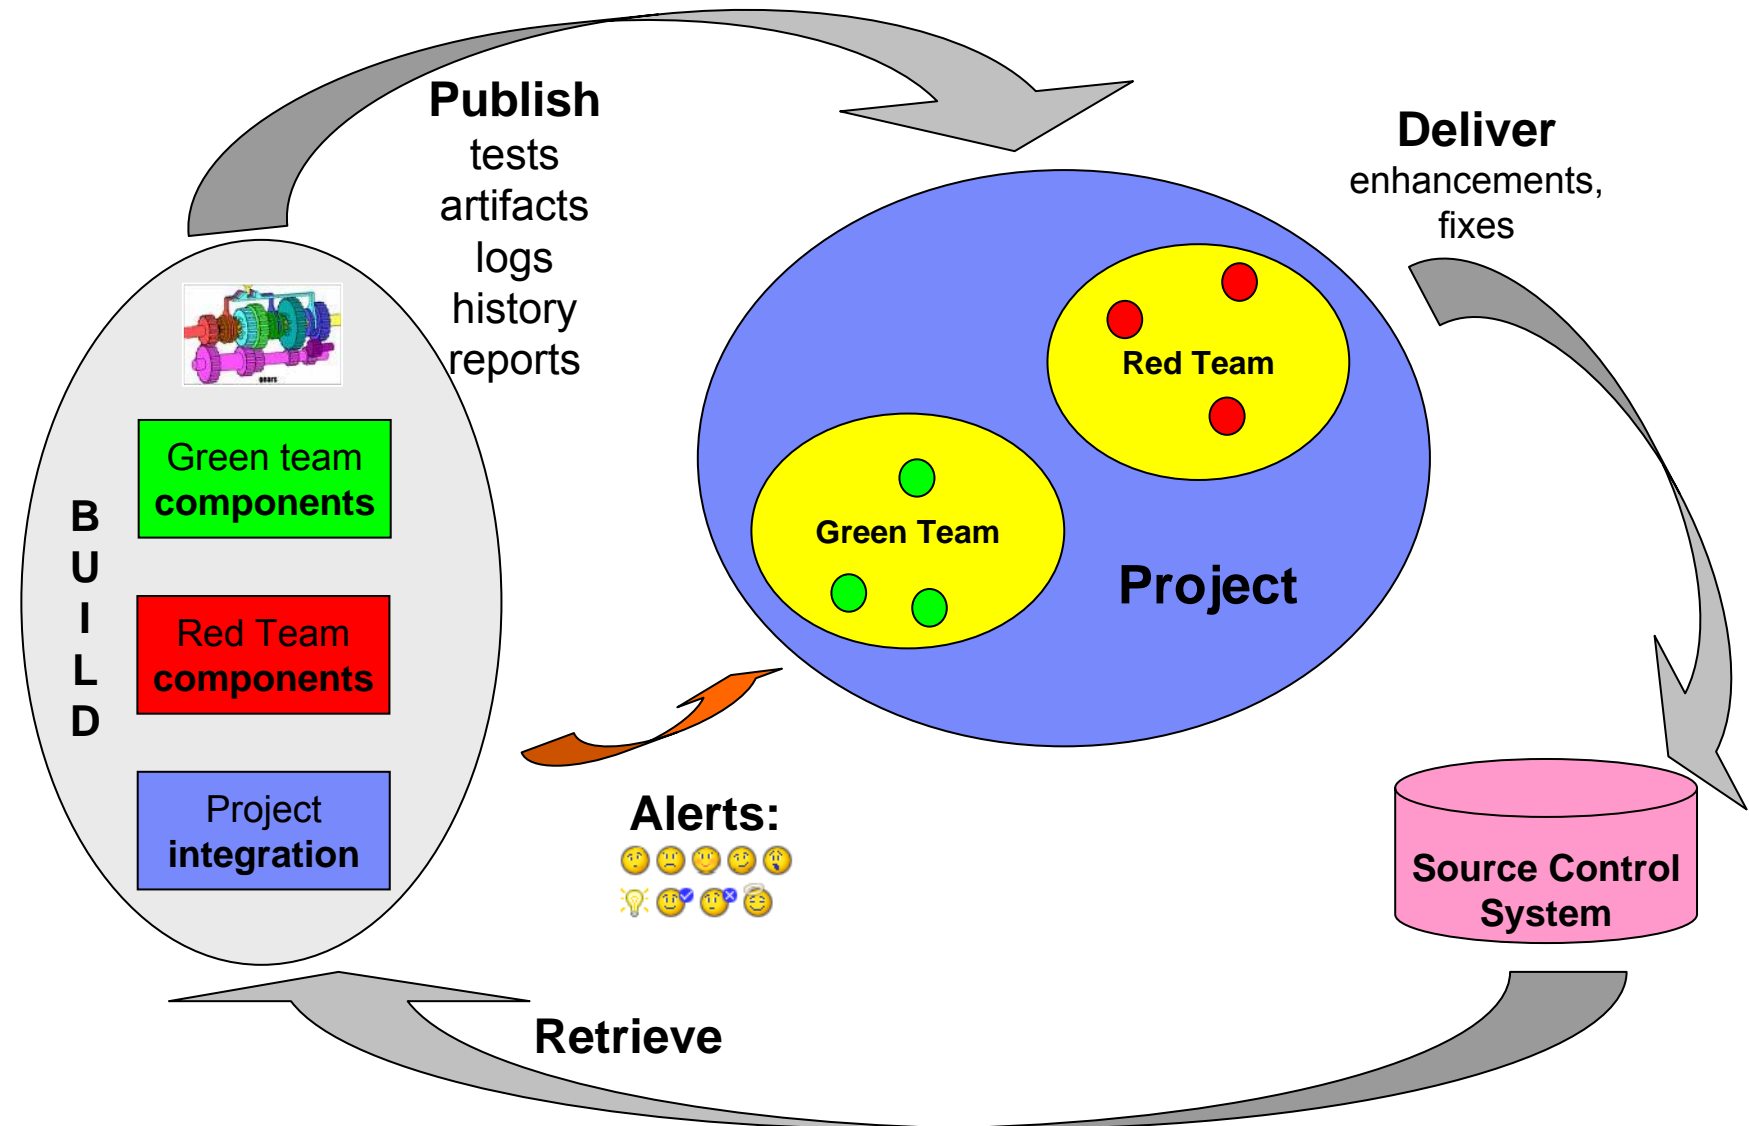 Publish
tests
artifacts
logs
history
reports
Deliver
enhancements,
fixes
gears
B
U
I
L
D
Green team
components
Red Team
components
Project
integration
Red Team
Green Team
Project
Alerts:
Source Control
System
Retrieve